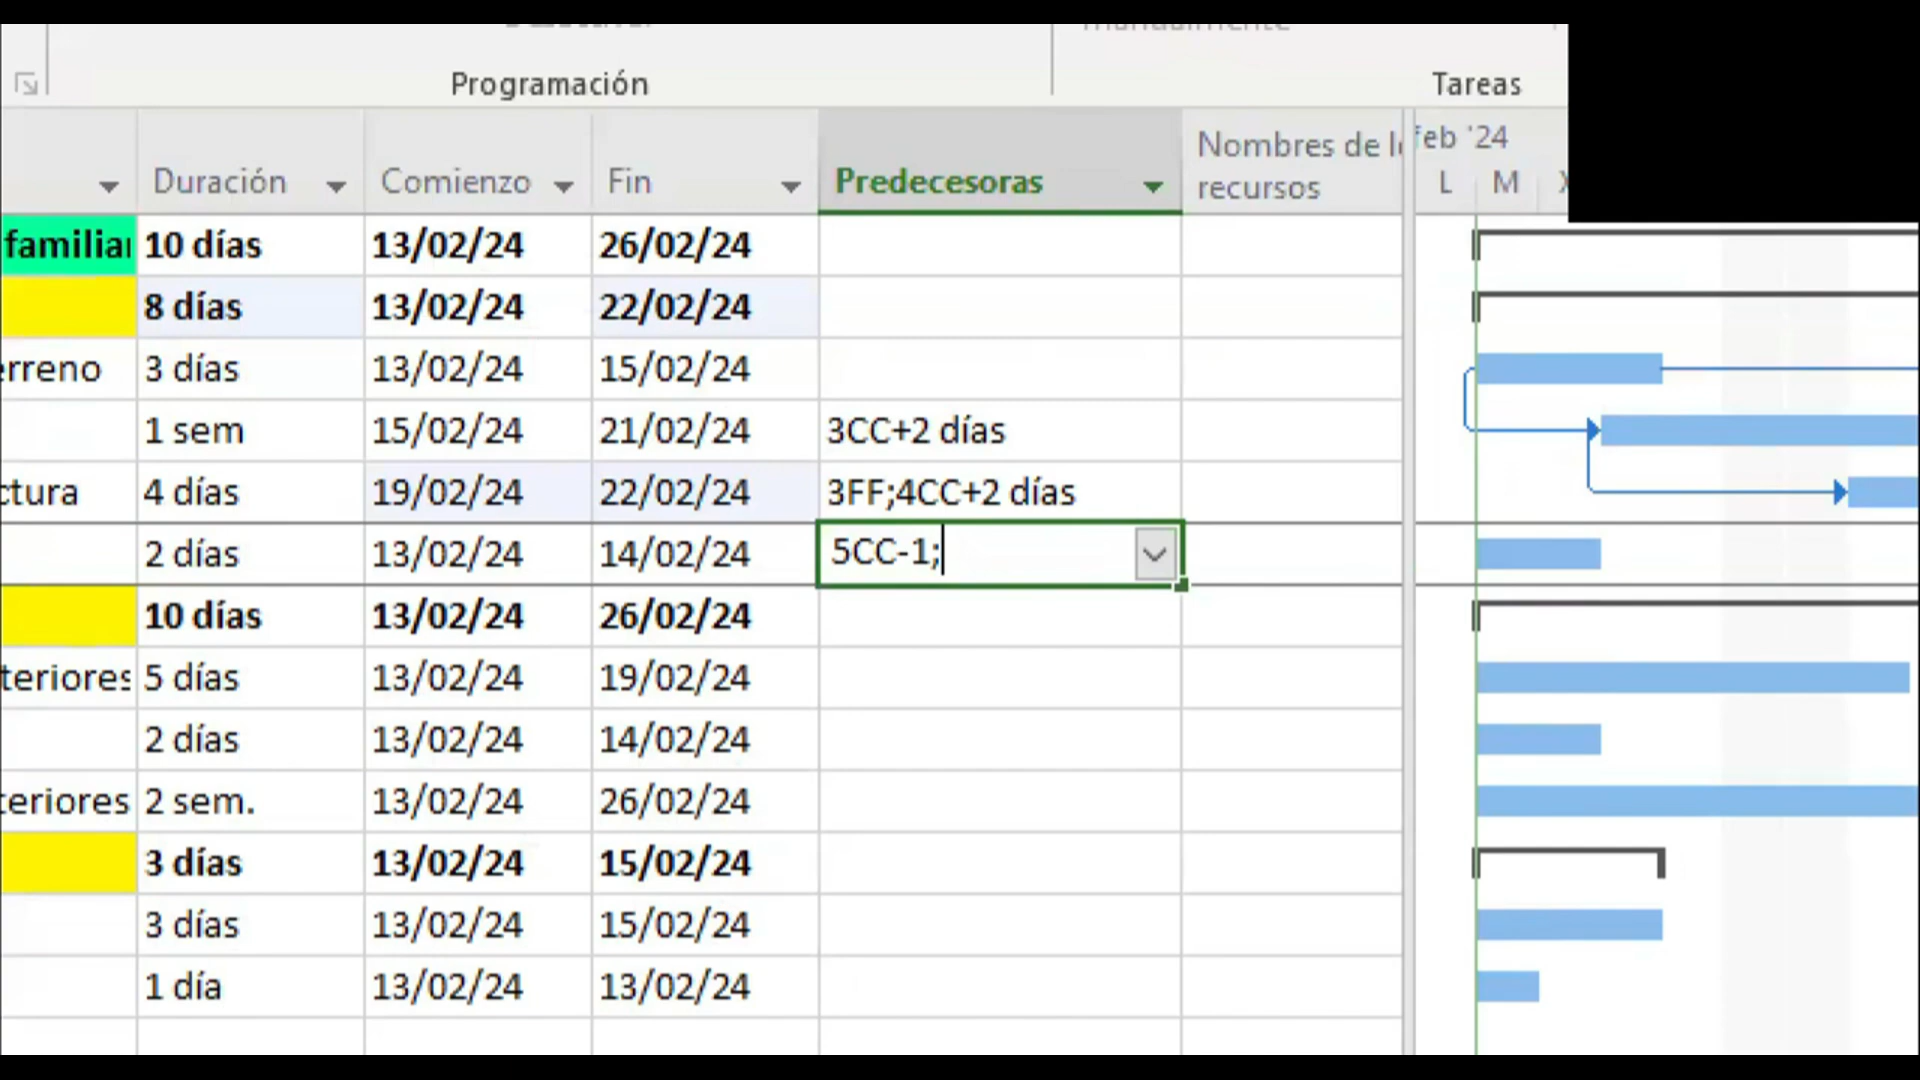 Programación Tareas
Duración Comienzo Fin Predecesoras Nombres de lo recursos feb '24
L M X
familiar 10 días 13/02/24 26/02/24
8 días 13/02/24 22/02/24
erreno 3 días 13/02/24 15/02/24
1 sem 15/02/24 21/02/24 3CC+2 días
ctura 4 días 19/02/24 22/02/24 3FF;4CC+2 días
2 días 13/02/24 14/02/24 5CC-1;
10 días 13/02/24 26/02/24
teriores 5 días 13/02/24 19/02/24
2 días 13/02/24 14/02/24
teriores 2 sem. 13/02/24 26/02/24
3 días 13/02/24 15/02/24
3 días 13/02/24 15/02/24
1 día 13/02/24 13/02/24